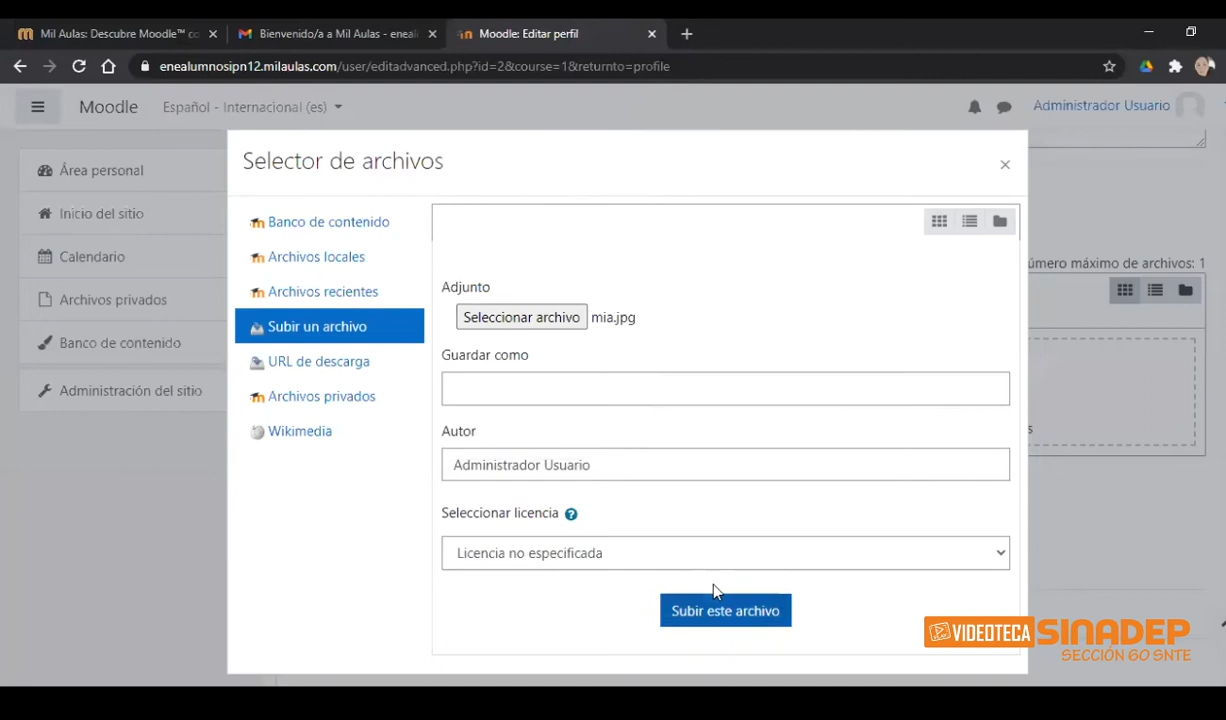 Mil Aulas: Descubre Moodle™ co
Bienvenido/a a Mil Aulas - eneal
Moodle: Editar perfil
enealumnosipn12.milaulas.com/user/editadvanced.php?id=2&course=1&returnto=profile
Moodle
Español - Internacional (es)
Administrador Usuario
Área personal
Inicio del sitio
Calendario
Archivos privados
Banco de contenido
Administración del sitio
Selector de archivos
×
Banco de contenido
Archivos locales
Archivos recientes
Subir un archivo
URL de descarga
Archivos privados
Wikimedia
Adjunto
Seleccionar archivo mia.jpg
Guardar como
Autor
Administrador Usuario
Seleccionar licencia
Licencia no especificada
Subir este archivo
número máximo de archivos: 1
s
VIDEOTECA SINADEP
SECCIÓN 60 SNTE